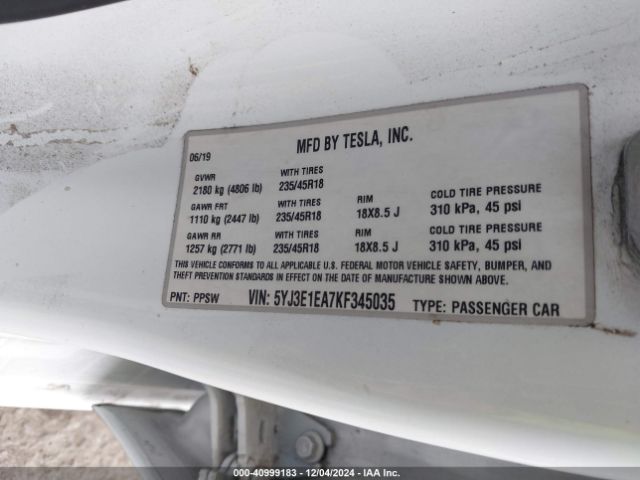 MFD BY TESLA, INC.
06/19
GVWR WITH TIRES
2180 kg (4806 lb) 235/45R18
GAWR FRT WITH TIRES RIM COLD TIRE PRESSURE
1110 kg (2447 lb) 235/45R18 18X8.5 J 310 kPa, 45 psi
GAWR RR WITH TIRES RIM COLD TIRE PRESSURE
1257 kg (2771 lb) 235/45R18 18X8.5 J 310 kPa, 45 psi
THIS VEHICLE CONFORMS TO ALL APPLICABLE U.S. FEDERAL MOTOR VEHICLE SAFETY, BUMPER, AND
THEFT PREVENTION STANDARDS IN EFFECT ON THE DATE OF MANUFACTURE SHOWN ABOVE.
PNT: PPSW VIN: 5YJ3E1EA7KF345035 TYPE: PASSENGER CAR
000-40999183 - 12/04/2024 - IAA Inc.